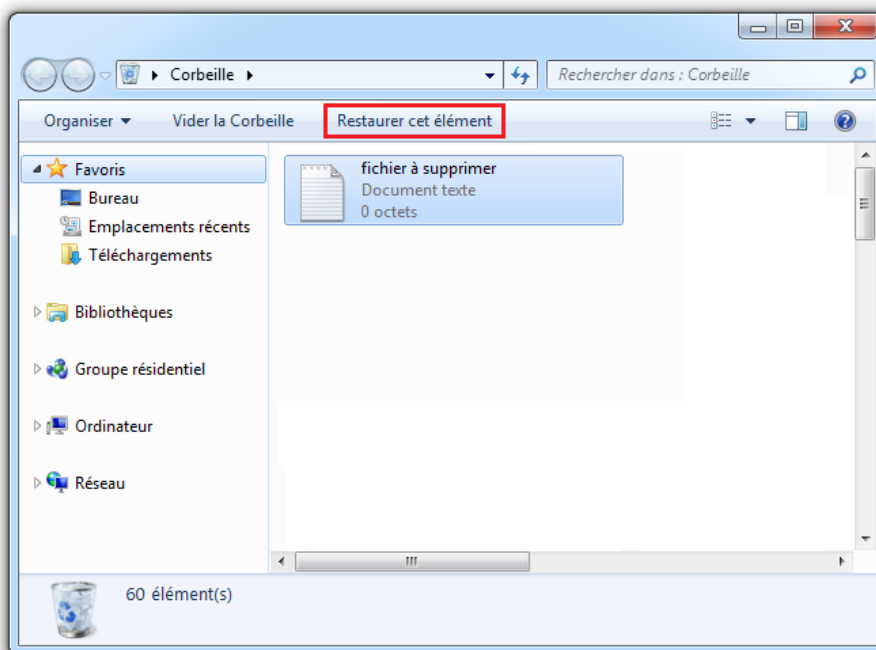 Corbeille
Rechercher dans : Corbeille
Organiser Vider la Corbeille Restaurer cet élément
Favoris
Bureau
Emplacements récents
Téléchargements
Bibliothèques
Groupe résidentiel
Ordinateur
Réseau
fichier à supprimer
Document texte
0 octets
60 élément(s)